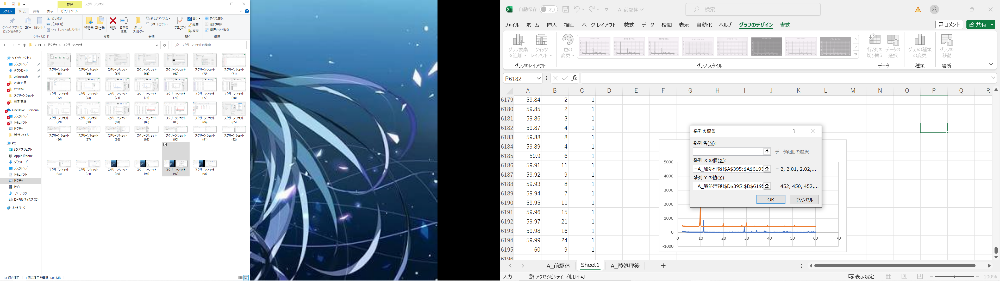 管理
スクリーンショット
ファイル
ホーム
共有
表示
ピクチャ ツール
クイック アクセス
にピン留めする
コピー
貼り付け
切り取り
パスのコピー
ショートカットの貼り付け
クリップボード
移動先
コピー先
削除
名前の
変更
整理
新しい
フォルダー
新しいアイテム
ショートカット
新規
プロパティ
開く
編集
履歴
開く
すべて選択
選択解除
選択の切り替え
選択
PC
ピクチャ
スクリーンショット
スクリーンショットの検索
クイック アクセス
デスクトップ
ダウンロード
.minecraft
23年11月
231124
スクリーンショット
後期実験
OneDrive - Personal
デスクトップ
ドキュメント
ピクチャ
添付ファイル
PC
3D オブジェクト
Apple iPhone
ダウンロード
デスクトップ
ドキュメント
ピクチャ
ビデオ
ミュージック
ローカル ディスク (C:)
ネットワーク
スクリーンショット
(65)
スクリーンショット
(66)
スクリーンショット
(67)
スクリーンショット
(68)
スクリーンショット
(69)
スクリーンショット
(70)
スクリーンショット
(71)
スクリーンショット
(72)
スクリーンショット
(73)
スクリーンショット
(74)
スクリーンショット
(75)
スクリーンショット
(76)
スクリーンショット
(77)
スクリーンショット
(78)
スクリーンショット
(79)
スクリーンショット
(80)
スクリーンショット
(81)
スクリーンショット
(82)
スクリーンショット
(83)
スクリーンショット
(84)
スクリーンショット
(85)
スクリーンショット
(86)
スクリーンショット
(87)
スクリーンショット
(88)
スクリーンショット
(89)
スクリーンショット
(90)
スクリーンショット
(91)
スクリーンショット
(92)
スクリーンショット
(93)
スクリーンショット
(94)
スクリーンショット
(95)
スクリーンショット
(96)
スクリーンショット
(97)
スクリーンショット
(98)
34 個の項目
1 個の項目を選択 1.06 MB
自動保存
オフ
A_前駆体
検索
ファイル
ホーム
挿入
描画
ページ レイアウト
数式
データ
校閲
表示
自動化
ヘルプ
グラフのデザイン
書式
コメント
共有
グラフ要素
を追加
クイック
レイアウト
グラフのレイアウト
色の
変更
グラフ スタイル
行/列の
切り替え
データの
選択
データ
グラフの種類
の変更
種類
グラフの
移動
場所
P6182
fx
A B C D E F G H I J K L M N O P Q R
6179 59.84 2 1
6180 59.85 2 1
6181 59.86 3 1
6182 59.87 4 1
6183 59.88 8 1
6184 59.89 4 1
6185 59.9 6 1
6186 59.91 11 1
6187 59.92 9 1
6188 59.93 8 1
6189 59.94 7 1
6190 59.95 11 1
6191 59.96 15 1
6192 59.97 21 1
6193 59.98 16 1
6194 59.99 24 1
6195 60 9 1
6196
系列の編集
?
系列名(N):
データ範囲の選択
系列 X の値(X):
=A_酸処理後!$A$395:$A$6195
= 2, 2.01, 2.02,...
系列 Y の値(Y):
=A_酸処理後!$D$395:$D$619
= 452, 450, 452,...
OK
キャンセル
5000
4000
3000
2000
1000
0
-1000
0 10 20 30 40 50 60 70
A_前駆体
Sheet1
A_酸処理後
入力
アクセシビリティ: 利用不可
表示設定
100%